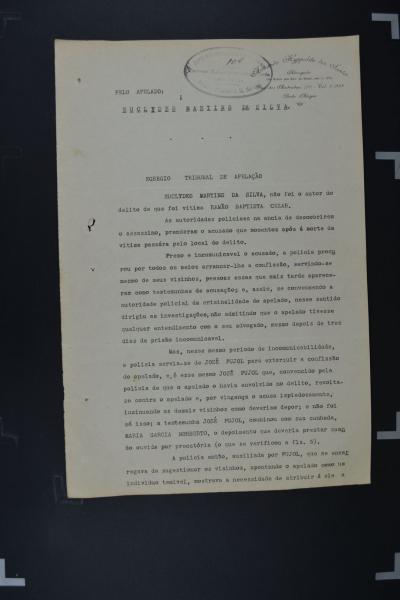 PELO APELADO;
EUCLYDES MARTINS DA SILVA.
Advogado
Porto Alegre
EGREGIO TRIBUNAL DE APELAÇÃO
EUCLYDES MARTINS DA SILVA, não foi o autor do
delito de que foi vitima RAMÃO BAPTISTA CEZAR.
As autoridades policiaes na ancia de descobrirem
o assassino, prenderam o acusado que momentos após á morte da
vitima passára pelo local do delito.
Preso e incomunicavel o acusado, a policia procu
rou por todos os meios arrancar-lhe a confissão, servindo-se
mesmo de seus visinhos, pessoas essas que mais tarde aparece-
ram como testemunhas de acusação; e, assim, se convencendo a
autoridade policial da criminalidade do apelado, nesse sentido
dirigiu as investigações, não admitindo que o apelado tivesse
qualquer entendimento com o seu advogado, mesmo depois de tres
dias de prisão incomunicavel.
Mas, nesse mesmo periodo de incomunicabilidade,
a policia serviu-se de JOSÉ PUJOL para extorquir a confissão
do apelado, e, é esse mesmo JOSÉ PUJOL que, convencido pela
policia de que o apelado o havia envolvido no delito, revolta-
se contra o apelado e, por vingança o acusa impiedosamente,
insinuando os demais visinhos como deveriam depor; e não foi
só isso; a testemunha JOSÉ PUJOL, combinou com sua cunhada,
MARIA GARCIA NORBERTO, o depoimento que deveria prestar quan
do ouvida por precatória (o que se verificou a flz. 5).
A policia então, auxiliada por PUJOL, que se encar
regava de sugestionar os visinhos, apontando o apelado como um
individuo temivel, mostrava a necessidade de atribuir á ele a